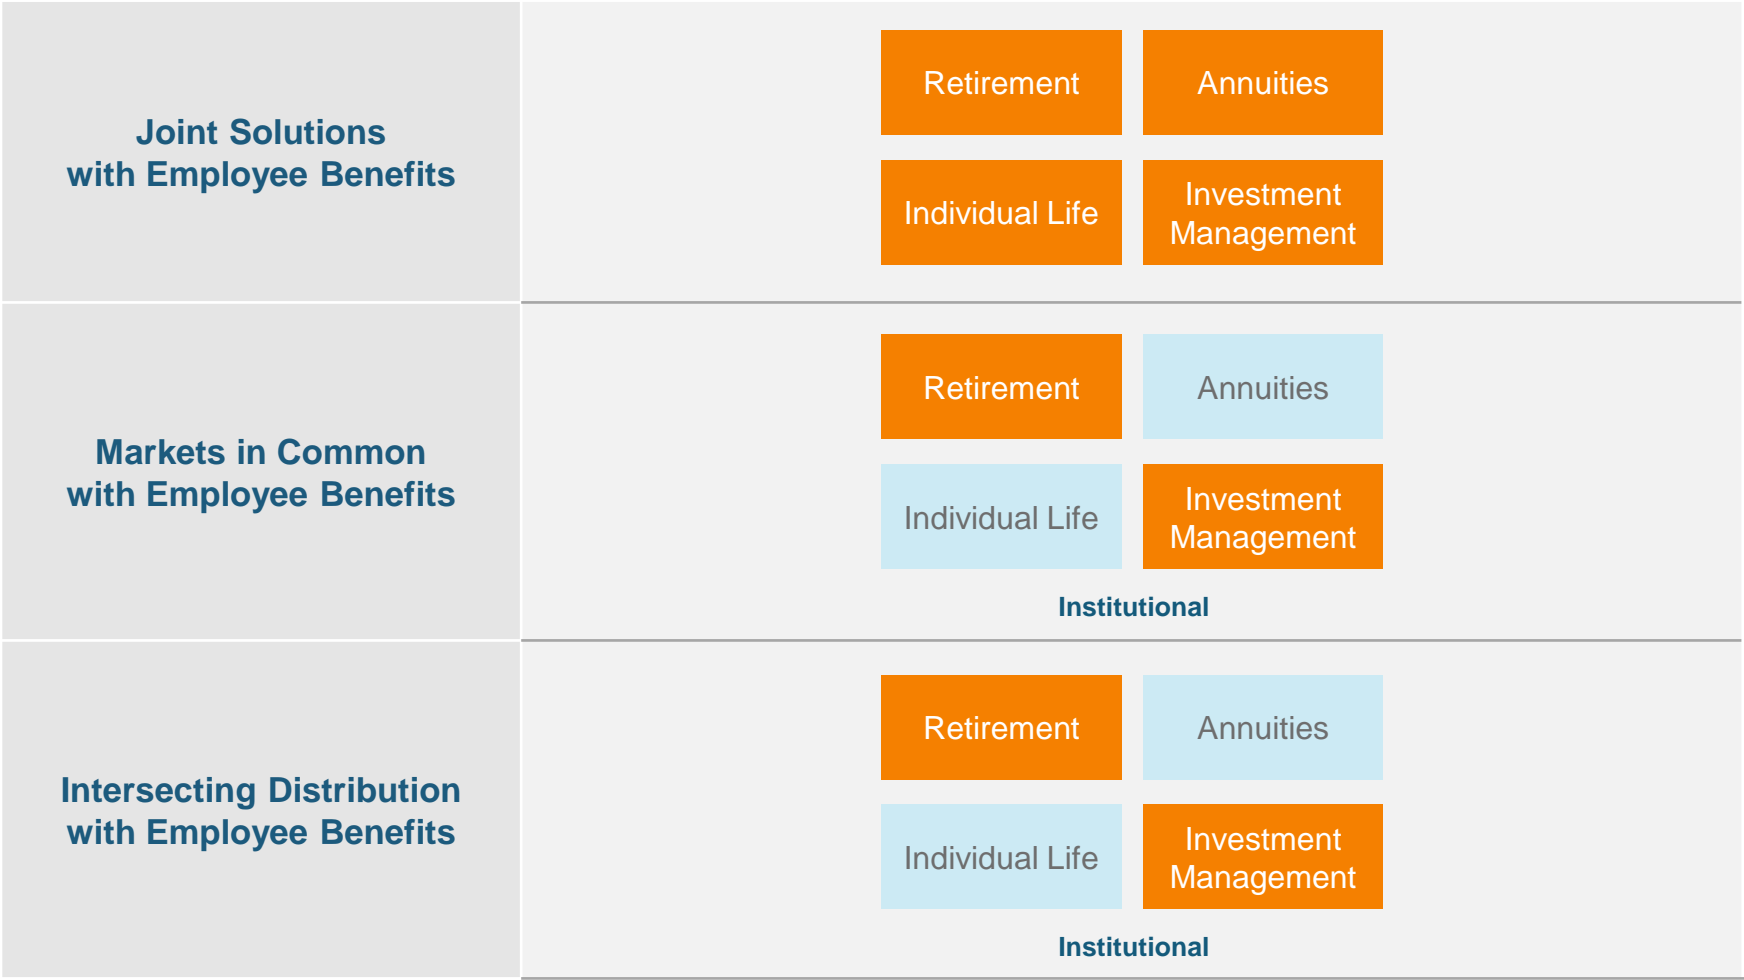 Joint Solutions
with Employee Benefits
Retirement
Annuities
Individual Life
Investment
Management
Markets in Common
with Employee Benefits
Retirement
Annuities
Individual Life
Investment
Management
Institutional
Intersecting Distribution
with Employee Benefits
Retirement
Annuities
Individual Life
Investment
Management
Institutional